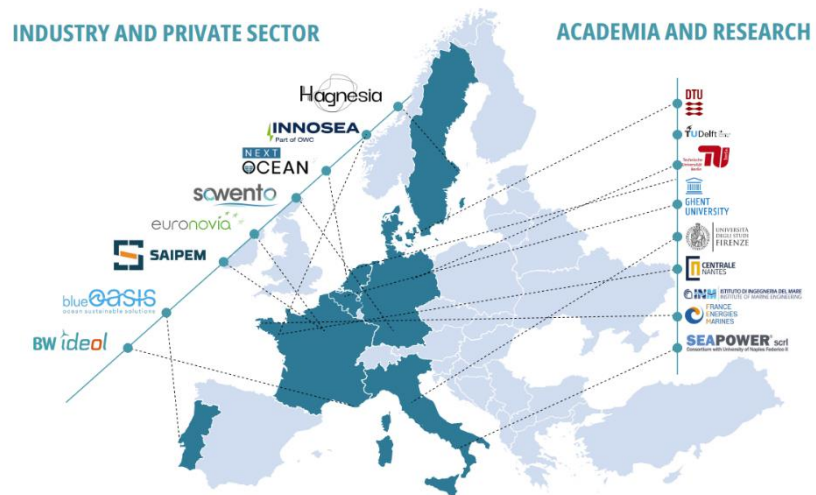 INDUSTRY AND PRIVATE SECTOR
ACADEMIA AND RESEARCH
Hagnesia
INNOSEA
Part of OWC
NEXT
OCEAN
sowento
euronovia
SAIPEM
blue OASIS
ocean sustainable solutions
BW ideol
DTU
TU Delft
Technische
Universität
Berlin
GHENT
UNIVERSITY
UNIVERSITÀ
DEGLI STUDI
FIRENZE
CENTRALE
NANTES
INM
ISTITUTO DI INGEGNERIA DEL MARE
INSTITUTE OF MARINE ENGINEERING
FRANCE
ENERGIES
MARINES
SEAPOWER scrl
Consortium with University of Naples Federico II